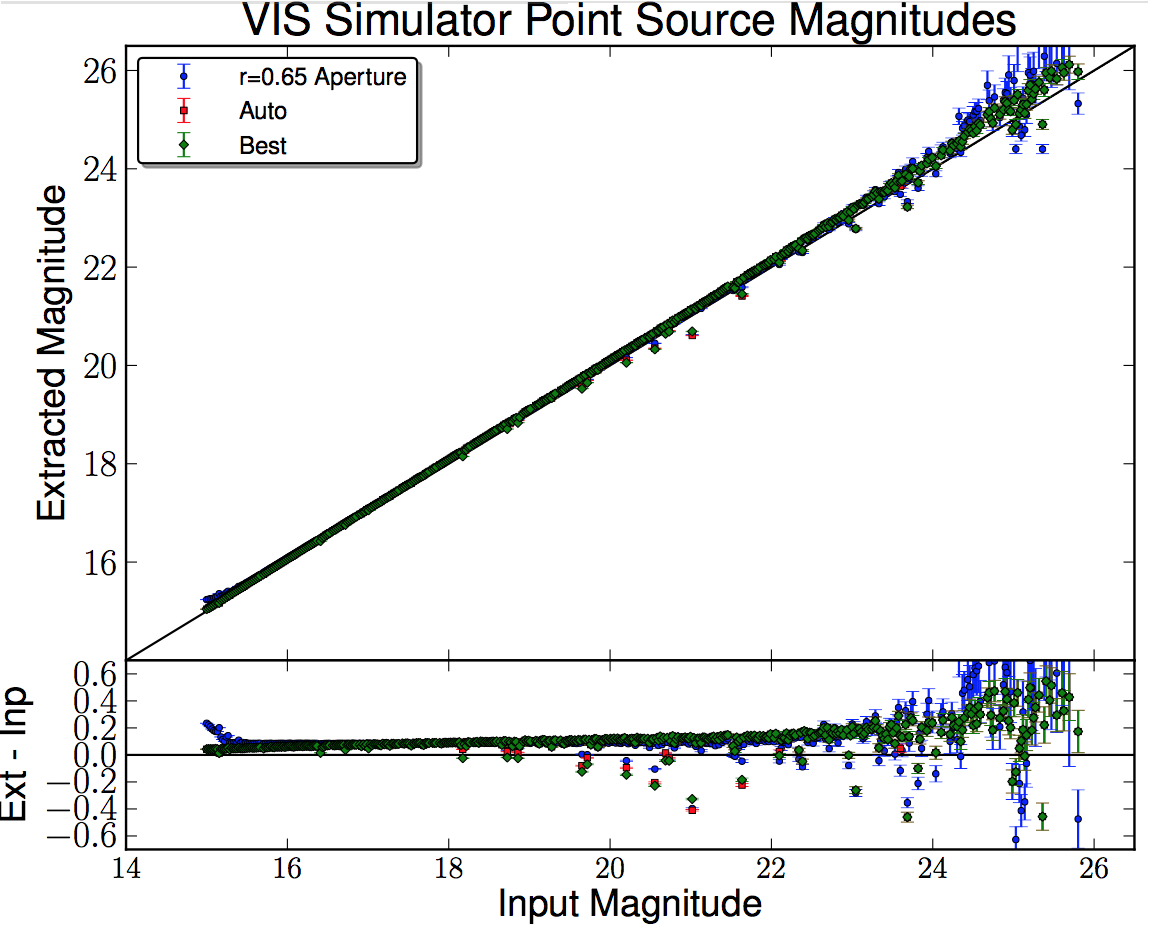 VIS Simulator Point Source Magnitudes
r=0.65 Aperture
Auto
Best
Extracted Magnitude
26
24
22
20
18
16
Ext - Inp
0.6
0.4
0.2
0.0
−0.2
−0.4
−0.6
14 16 18 20 22 24 26
Input Magnitude